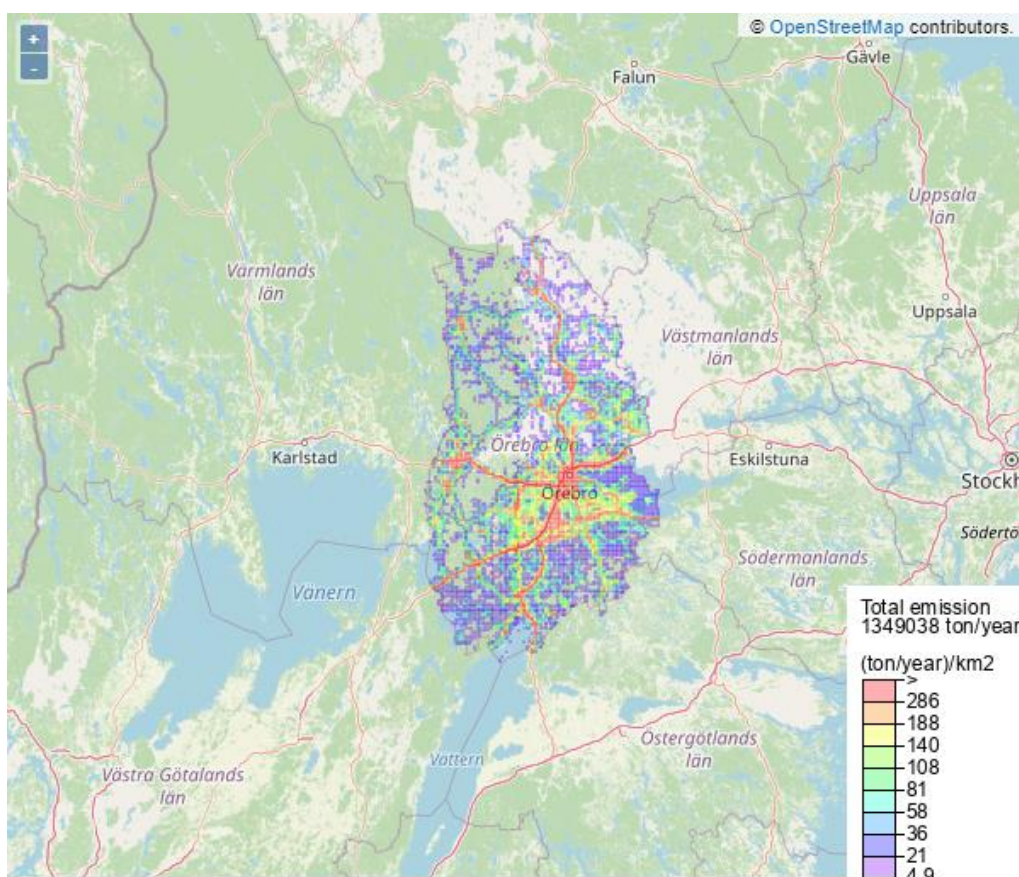 +
-
© OpenStreetMap contributors.
Gävle
Falun
Uppsala
län
Värmlands
län
Uppsala
Västmanlands
län
Örebro län
Karlstad
Eskilstuna
Örebro
Stockh
Södertö
Södermanlands
län
Vänern
Total emission
1349038 ton/year
(ton/year)/km2
>
286
188
140
108
81
58
36
21
4.9
Östergötlands
län
Vättern
Västra Götalands
län